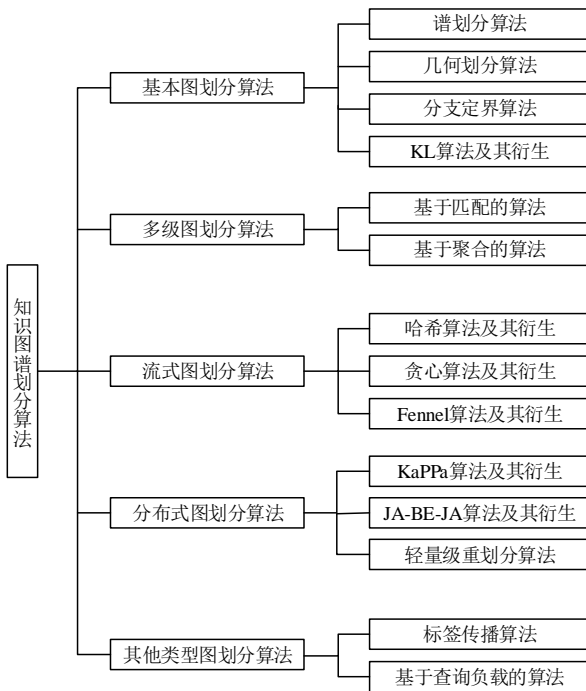 知识图谱划分算法
基本图划分算法
谱划分算法
几何划分算法
分支定界算法
KL算法及其衍生
多级图划分算法
基于匹配的算法
基于聚合的算法
流式图划分算法
哈希算法及其衍生
贪心算法及其衍生
Fennel算法及其衍生
分布式图划分算法
KaPPa算法及其衍生
JA-BE-JA算法及其衍生
轻量级重划分算法
其他类型图划分算法
标签传播算法
基于查询负载的算法